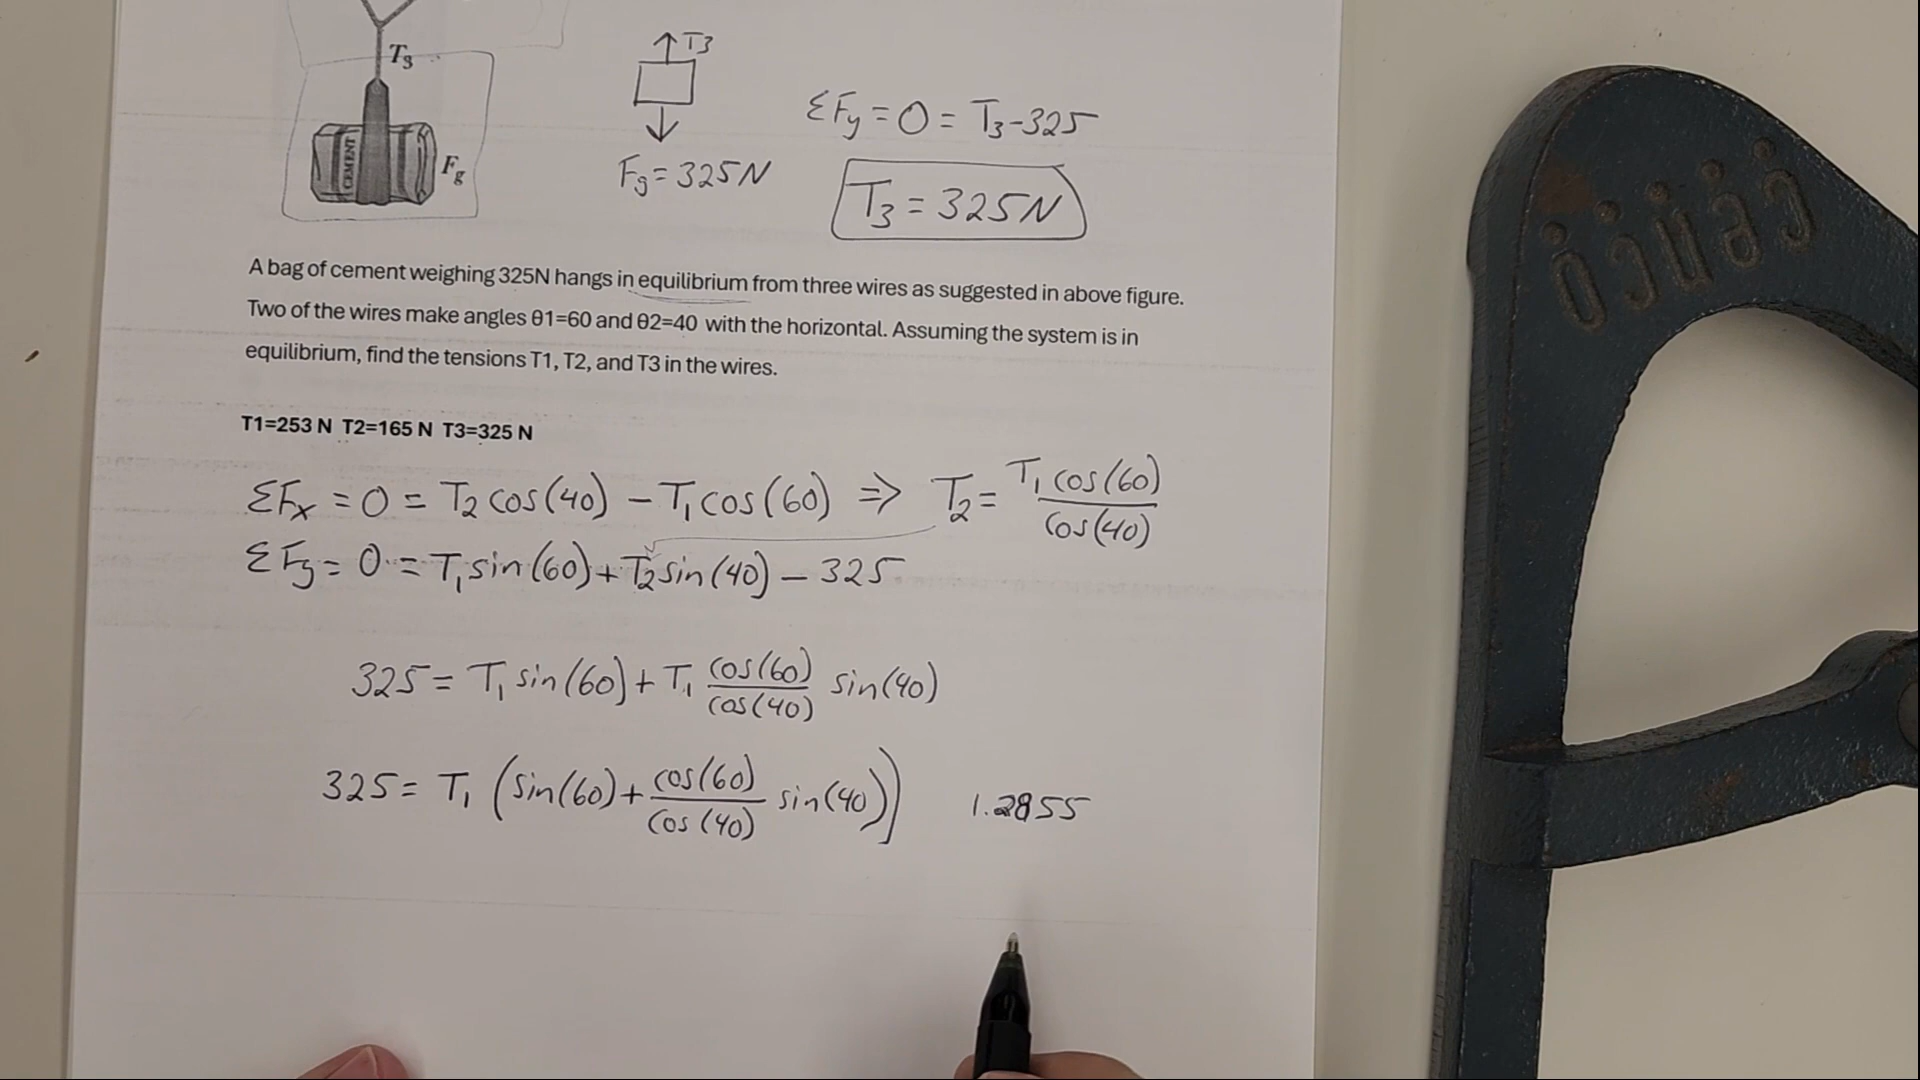 T3
↑ T3
CEMENT
Fg
Fg = 325N
ΣFy = 0 = T3-325
T3 = 325N
A bag of cement weighing 325N hangs in equilibrium from three wires as suggested in above figure.
Two of the wires make angles θ1=60 and θ2=40 with the horizontal. Assuming the system is in
equilibrium, find the tensions T1, T2, and T3 in the wires.
T1=253 N T2=165 N T3=325 N
ΣFx = 0 = T2 cos(40) - T1 cos(60) => T2 = T1 cos(60) / cos(40)
ΣFy = 0 = T1 sin(60) + T2 sin(40) - 325
325 = T1 sin(60) + T1 cos(60) / cos(40) sin(40)
325 = T1 (sin(60) + cos(60) / cos(40) sin(40)) 1.2855